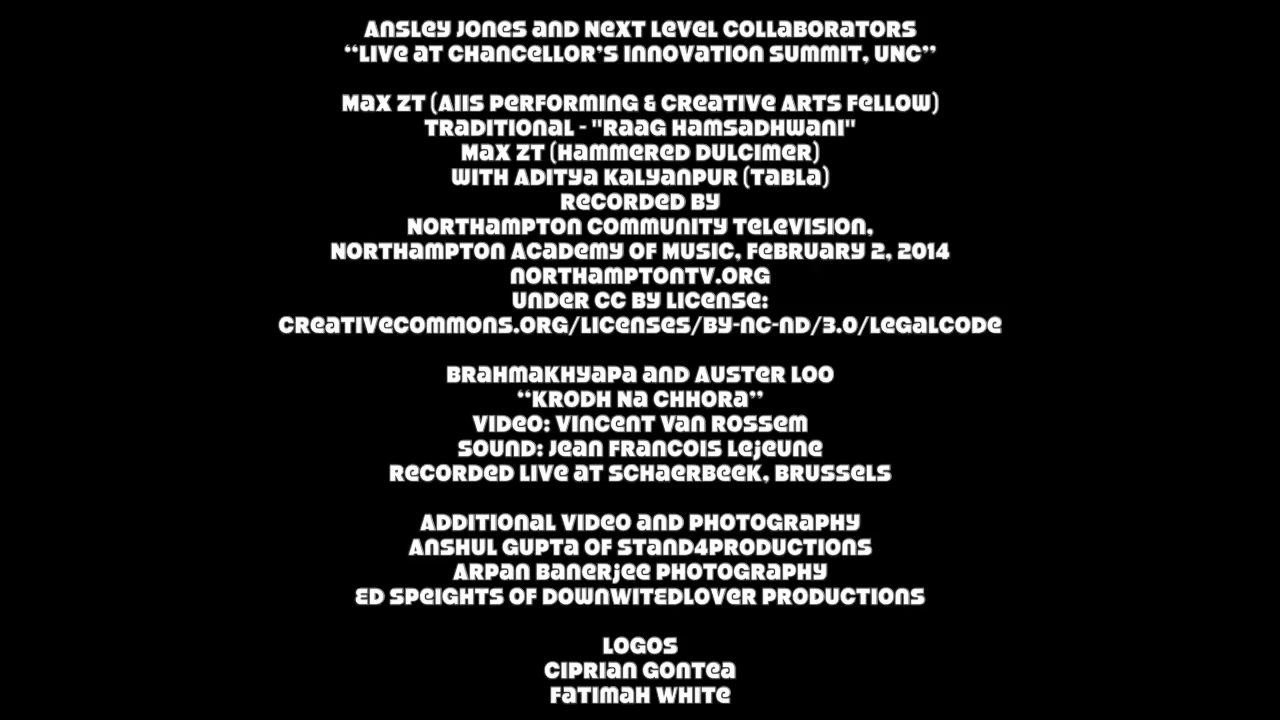 Ansley Jones and Next Level Collaborators
“Live at Chancellor’s Innovation Summit, UNC”
Max ZT (AIIS Performing & Creative Arts Fellow)
Traditional - "Raag Hamsadhwani"
Max ZT (Hammered Dulcimer)
with Aditya Kalyanpur (Tabla)
Recorded by
Northampton Community Television,
Northampton Academy of Music, February 2, 2014
northamptontv.org
Under CC BY License:
creativecommons.org/licenses/by-nc-nd/3.0/legalcode
Brahmakhyapa and Auster Loo
“Krodh Na Chhora”
Video: Vincent Van Rossem
Sound: Jean Francois Lejeune
Recorded Live at Schaerbeek, Brussels
Additional Video and Photography
Anshul Gupta of Stand4Productions
Arpan Banerjee Photography
Ed Speights of DownwitEdlover Productions
Logos
Ciprian Gontea
Fatimah White